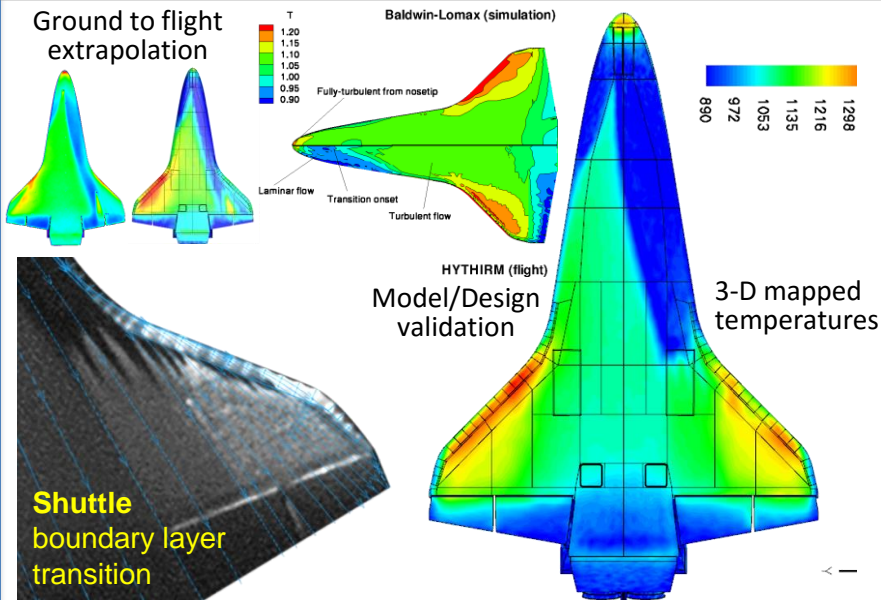 Ground to flight
extrapolation
T
1.20
1.15
1.10
1.05
1.00
0.95
0.90
Baldwin-Lomax (simulation)
Fully-turbulent from nosetip
Laminar flow
Transition onset
Turbulent flow
HYTHIRM (flight)
Model/Design
validation
890
972
1053
1135
1216
1298
3-D mapped
temperatures
Shuttle
boundary layer
transition